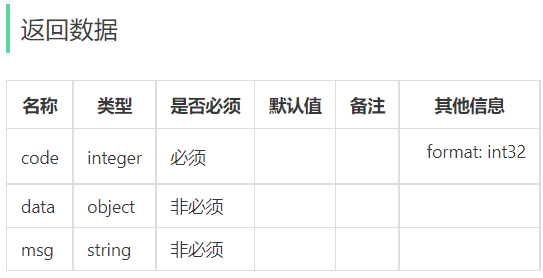 返回数据
名称 类型 是否必须 默认值 备注 其他信息
code integer 必须 format: int32
data object 非必须
msg string 非必须